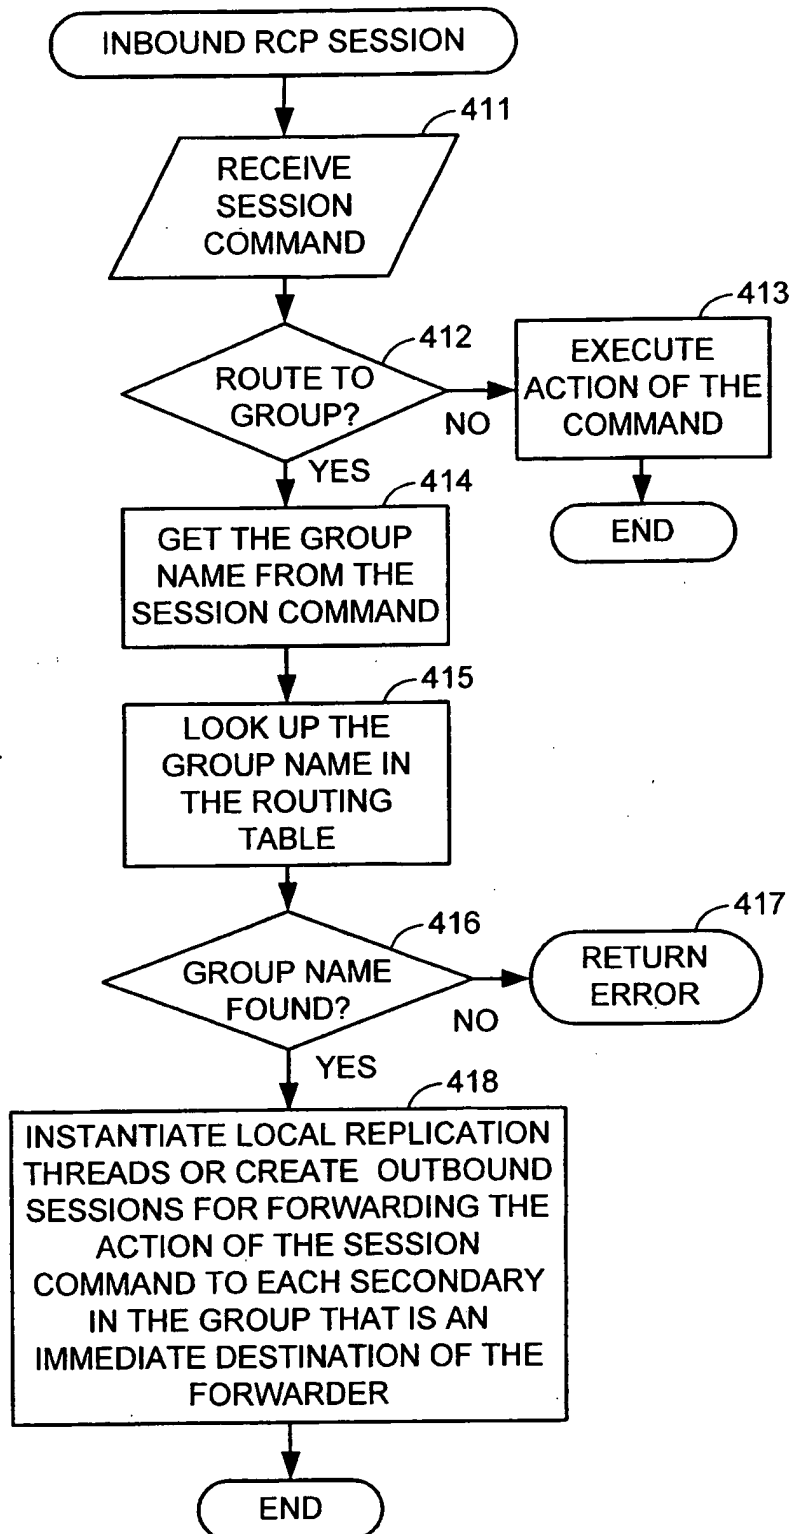 INBOUND RCP SESSION
411
RECEIVE
SESSION
COMMAND
412
ROUTE TO
GROUP?
NO
YES
413
EXECUTE
ACTION OF THE
COMMAND
END
414
GET THE GROUP
NAME FROM THE
SESSION COMMAND
415
LOOK UP THE
GROUP NAME IN
THE ROUTING
TABLE
416
GROUP NAME
FOUND?
NO
YES
417
RETURN
ERROR
418
INSTANTIATE LOCAL REPLICATION
THREADS OR CREATE OUTBOUND
SESSIONS FOR FORWARDING THE
ACTION OF THE SESSION
COMMAND TO EACH SECONDARY
IN THE GROUP THAT IS AN
IMMEDIATE DESTINATION OF THE
FORWARDER
END